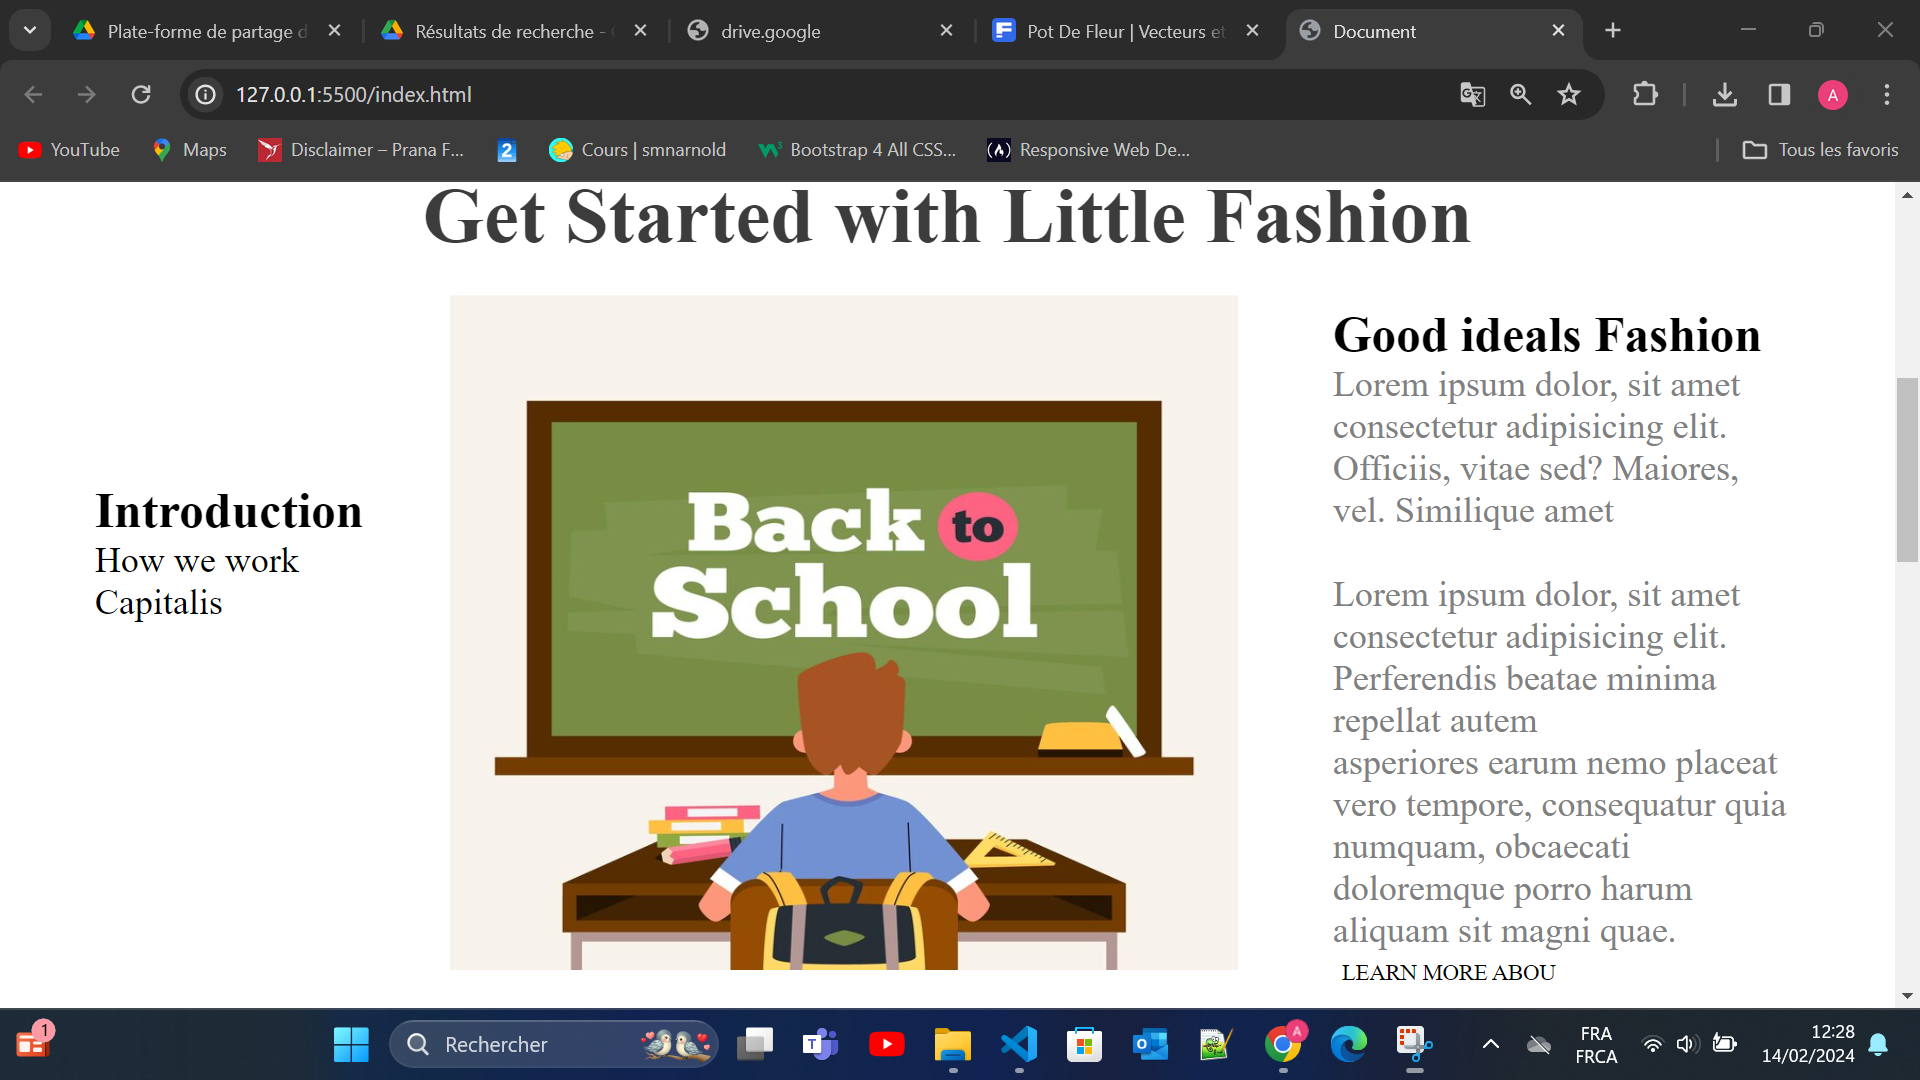 Plate-forme de partage d
Résultats de recherche -
drive.google
Pot De Fleur | Vecteurs et
Document
127.0.0.1:5500/index.html
A
YouTube
Maps
Disclaimer – Prana F...
2
Cours | smnarnold
Bootstrap 4 All CSS...
Responsive Web De...
Tous les favoris
Get Started with Little Fashion
Introduction
How we work
Capitalis
Back to
School
Good ideals Fashion
Lorem ipsum dolor, sit amet
consectetur adipisicing elit.
Officiis, vitae sed? Maiores,
vel. Similique amet
Lorem ipsum dolor, sit amet
consectetur adipisicing elit.
Perferendis beatae minima
repellat autem
asperiores earum nemo placeat
vero tempore, consequatur quia
numquam, obcaecati
doloremque porro harum
aliquam sit magni quae.
LEARN MORE ABOU
1
Rechercher
A
FRA
FRCA
12:28
14/02/2024